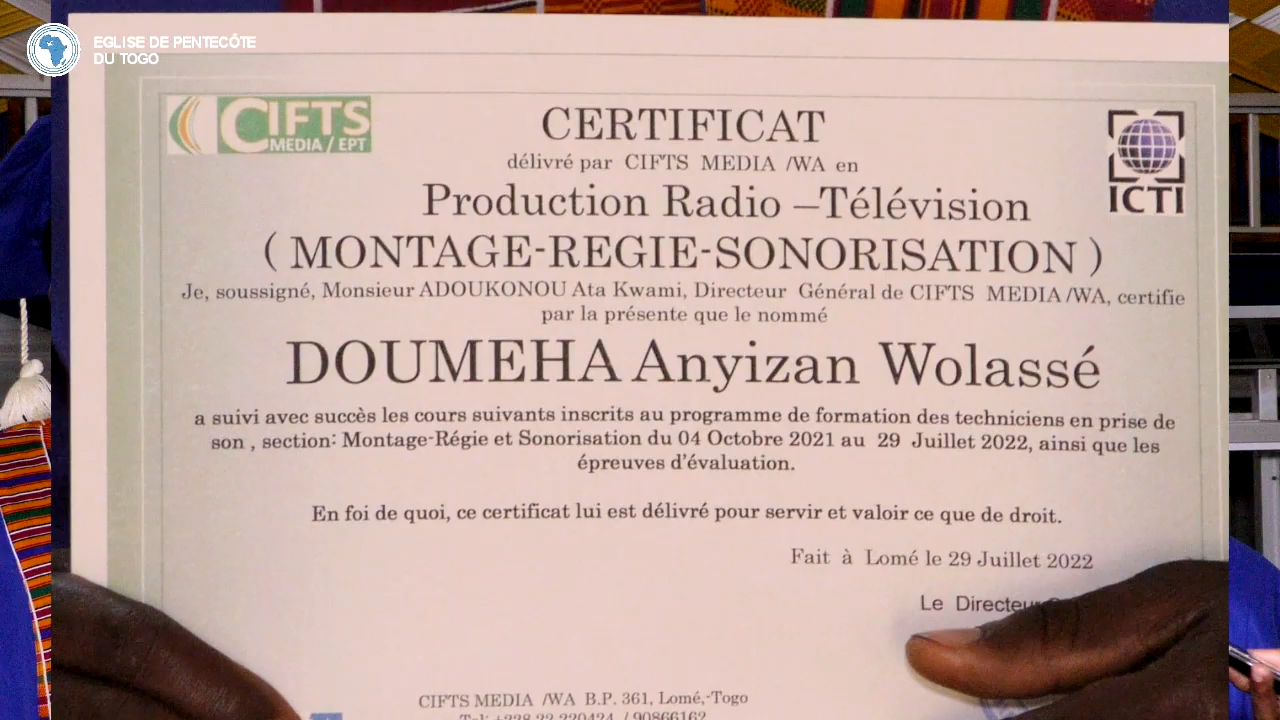 EGLISE DE PENTECÔTE
DU TOGO
CIFTS
MEDIA / EPT
ICTI
CERTIFICAT
délivré par CIFTS MEDIA /WA en
Production Radio –Télévision
( MONTAGE-REGIE-SONORISATION )
Je, soussigné, Monsieur ADOUKONOU Ata Kwami, Directeur Général de CIFTS MEDIA /WA, certifie
par la présente que le nommé
DOUMEHA Anyizan Wolassé
a suivi avec succès les cours suivants inscrits au programme de formation des techniciens en prise de
son , section: Montage-Régie et Sonorisation du 04 Octobre 2021 au 29 Juillet 2022, ainsi que les
épreuves d'évaluation.
En foi de quoi, ce certificat lui est délivré pour servir et valoir ce que de droit.
Fait à Lomé le 29 Juillet 2022
Le Directeur
CIFTS MEDIA /WA B.P. 361, Lomé,-Togo
Tel: +228 22 220424 / 90866162